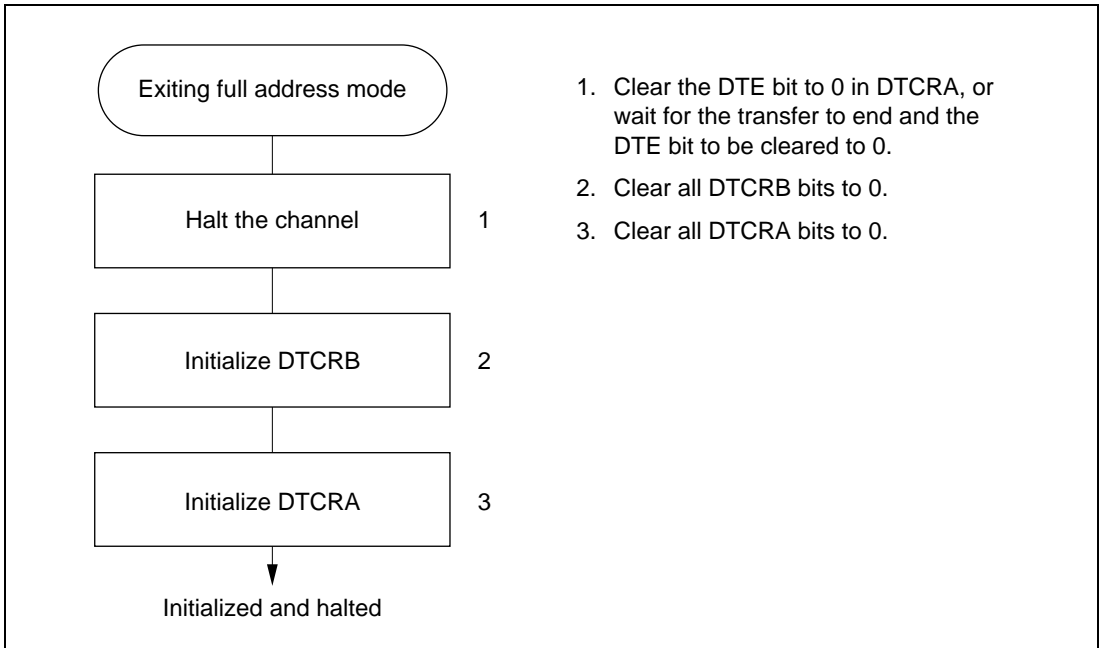 Exiting full address mode
Halt the channel 1
Initialize DTCRB 2
Initialize DTCRA 3
Initialized and halted
1. Clear the DTE bit to 0 in DTCRA, or
wait for the transfer to end and the
DTE bit to be cleared to 0.
2. Clear all DTCRB bits to 0.
3. Clear all DTCRA bits to 0.